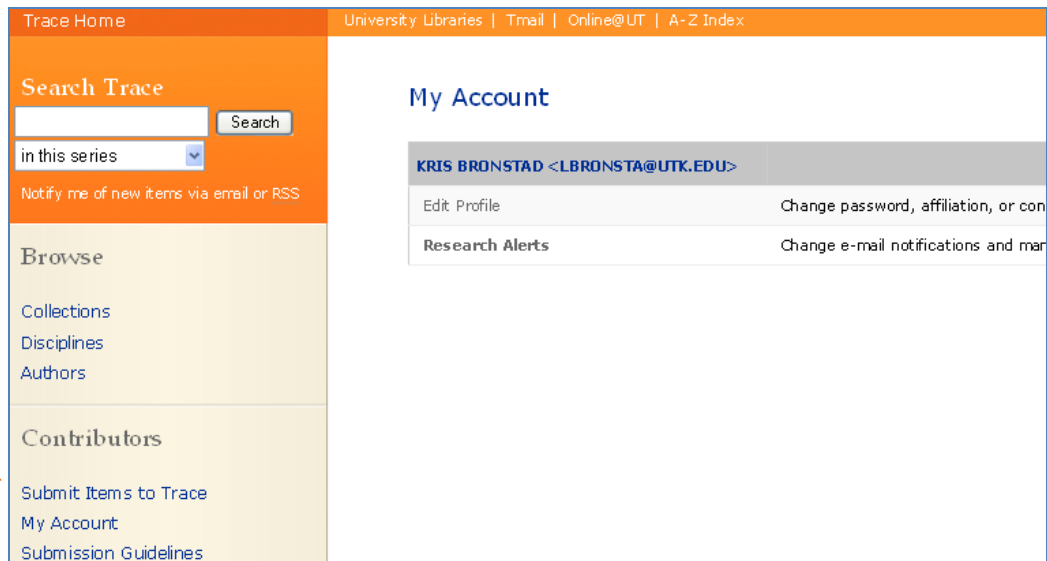 Trace Home
University Libraries | Tmail | Online@UT | A-Z Index
Search Trace
Search
in this series
Notify me of new items via email or RSS
Browse
Collections
Disciplines
Authors
Contributors
Submit Items to Trace
My Account
Submission Guidelines
My Account
KRIS BRONSTAD <LBRONSTA@UTK.EDU>
Edit Profile Change password, affiliation, or con
Research Alerts Change e-mail notifications and mar